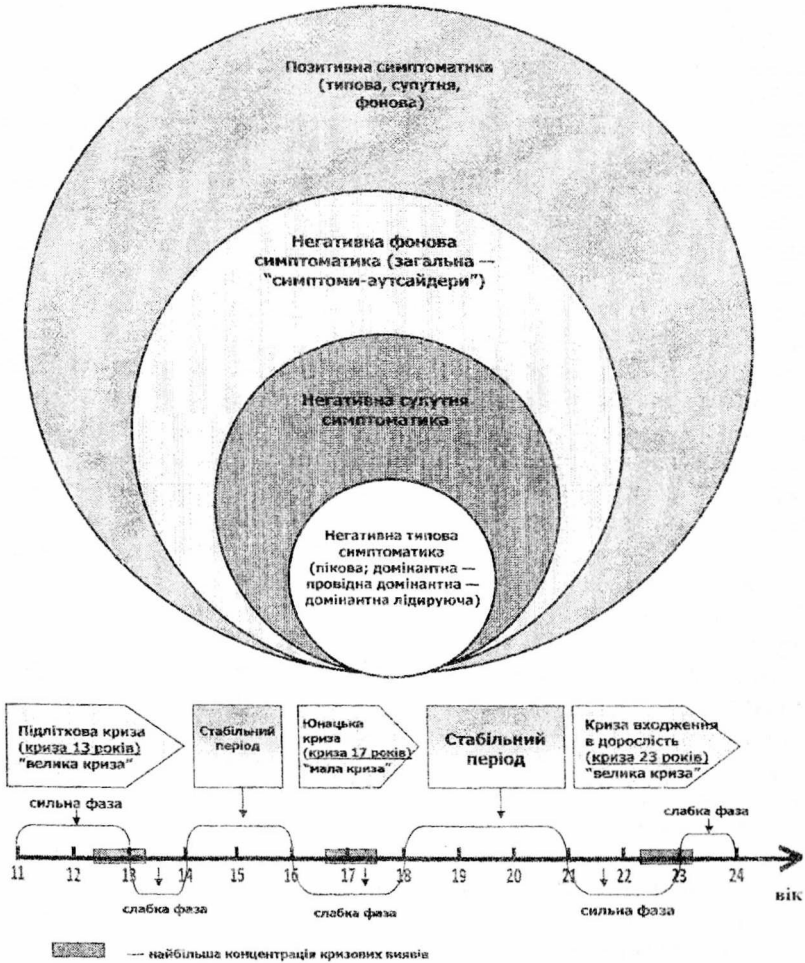 Позитивна симптоматика
(типова, супутня,
фонова)
Негативна фонова
симптоматика (загальна —
“симптоми-аутсайдери”)
Негативна супутня
симптоматика
Негативна типова
симптоматика
(пікова; домінантна —
провідна домінантна —
домінантна лідируюча)
Підліткова криза
(криза 13 років)
“велика криза”
Стабільний
період
Юнацька
криза
(криза 17 років)
“мала криза”
Стабільний
період
Криза входження
в дорослість
(криза 23 років)
“велика криза”
сильна фаза
слабка фаза
11 12 13 14 15 16 17 18 19 20 21 22 23 24
вік
слабка фаза
слабка фаза
сильна фаза
— найбільша концентрація кризових виявів